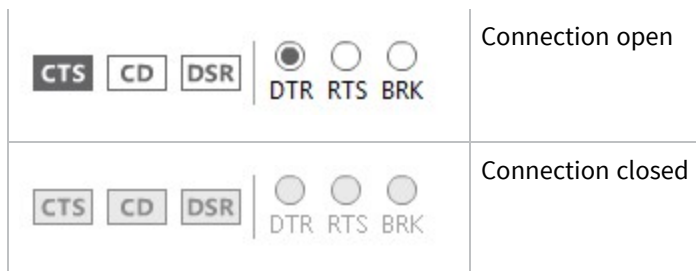 Connection open
CTS CD DSR
DTR RTS BRK
Connection closed
CTS CD DSR
DTR RTS BRK